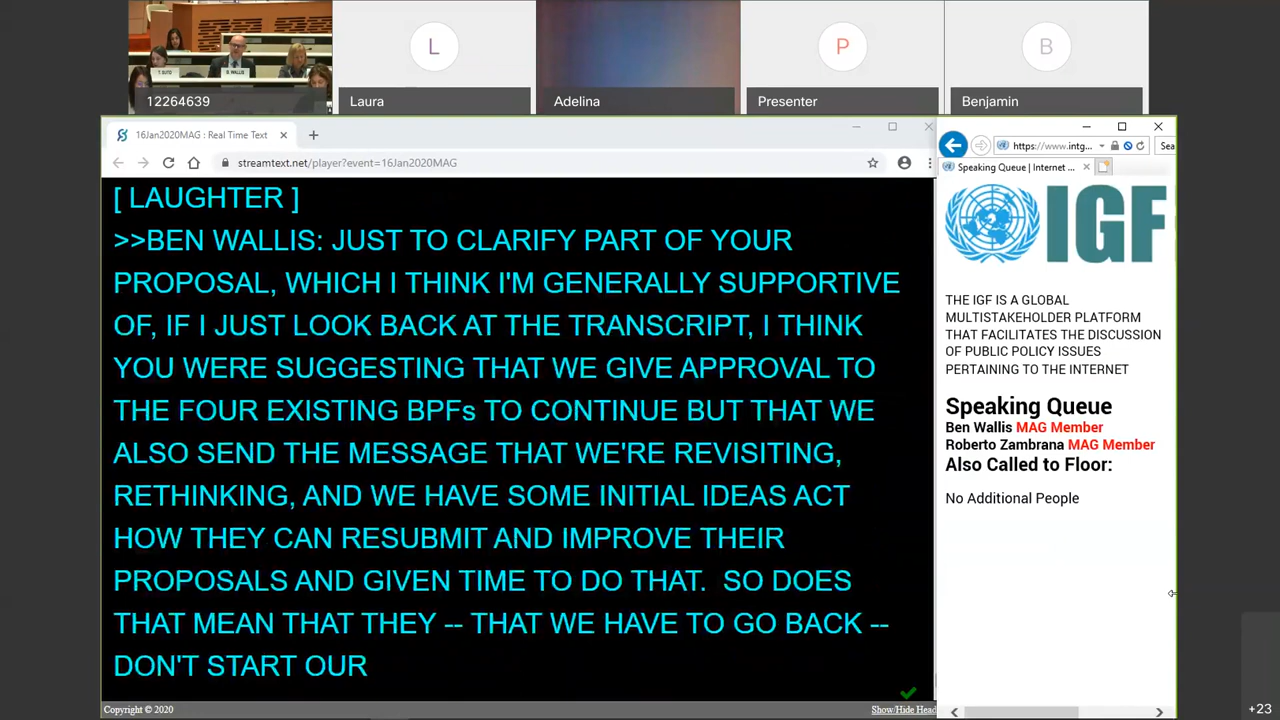 T. SUTO
B. WALLIS
12264639
L
Laura
Adelina
P
Presenter
B
Benjamin
16Jan2020MAG : Real Time Text
streamtext.net/player?event=16Jan2020MAG
[ LAUGHTER ]
>>BEN WALLIS: JUST TO CLARIFY PART OF YOUR
PROPOSAL, WHICH I THINK I'M GENERALLY SUPPORTIVE
OF, IF I JUST LOOK BACK AT THE TRANSCRIPT, I THINK
YOU WERE SUGGESTING THAT WE GIVE APPROVAL TO
THE FOUR EXISTING BPFs TO CONTINUE BUT THAT WE
ALSO SEND THE MESSAGE THAT WE'RE REVISITING,
RETHINKING, AND WE HAVE SOME INITIAL IDEAS ACT
HOW THEY CAN RESUBMIT AND IMPROVE THEIR
PROPOSALS AND GIVEN TIME TO DO THAT.  SO DOES
THAT MEAN THAT THEY -- THAT WE HAVE TO GO BACK --
DON'T START OUR
Copyright © 2020
Show/Hide Head
https://www.intg...
Sea
Speaking Queue | Internet ...
IGF
THE IGF IS A GLOBAL
MULTISTAKEHOLDER PLATFORM
THAT FACILITATES THE DISCUSSION
OF PUBLIC POLICY ISSUES
PERTAINING TO THE INTERNET
Speaking Queue
Ben Wallis MAG Member
Roberto Zambrana MAG Member
Also Called to Floor:
No Additional People
+23